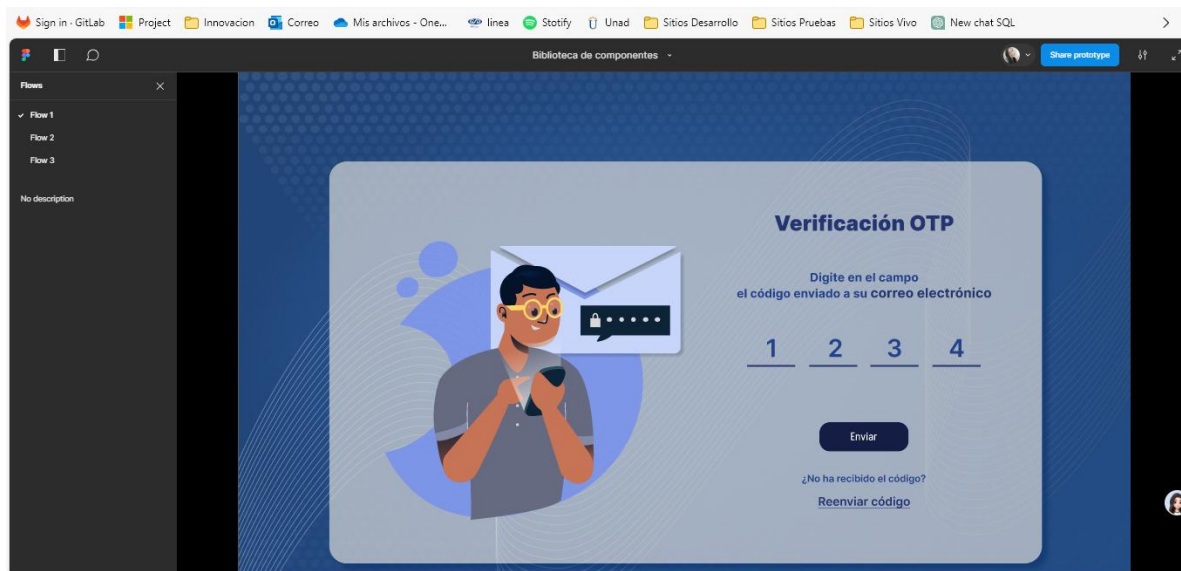 Sign in · GitLab Project Innovacion Correo Mis archivos - One... linea Stotify Unad Sitios Desarrollo Sitios Pruebas Sitios Vivo New chat SQL
Biblioteca de componentes
Share prototype
Flows
Flow 1
Flow 2
Flow 3
No description
Verificación OTP
Digite en el campo
el código enviado a su correo electrónico
1 2 3 4
Enviar
¿No ha recibido el código?
Reenviar código